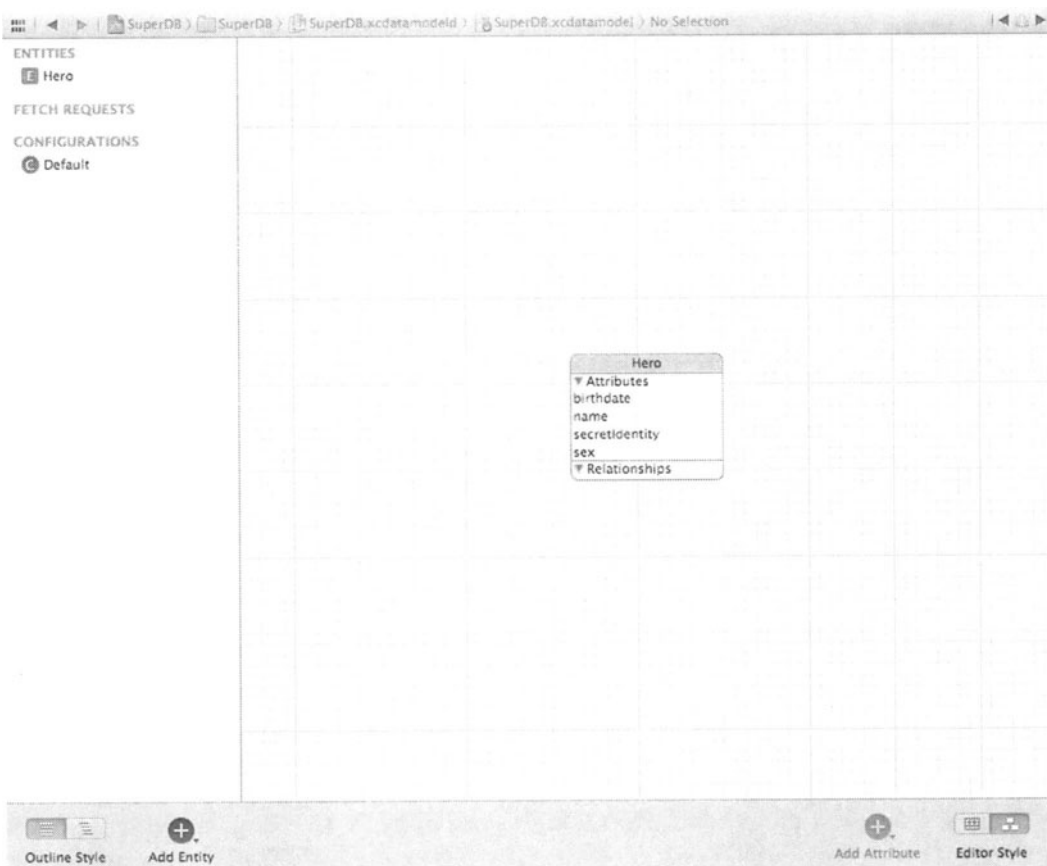 SuperDB SuperDB SuperDB.xcdatamodeld SuperDB.xcdatamodel No Selection
ENTITIES
E Hero
FETCH REQUESTS
CONFIGURATIONS
C Default
Hero
Attributes
birthdate
name
secretIdentity
sex
Relationships
Outline Style Add Entity Add Attribute Editor Style